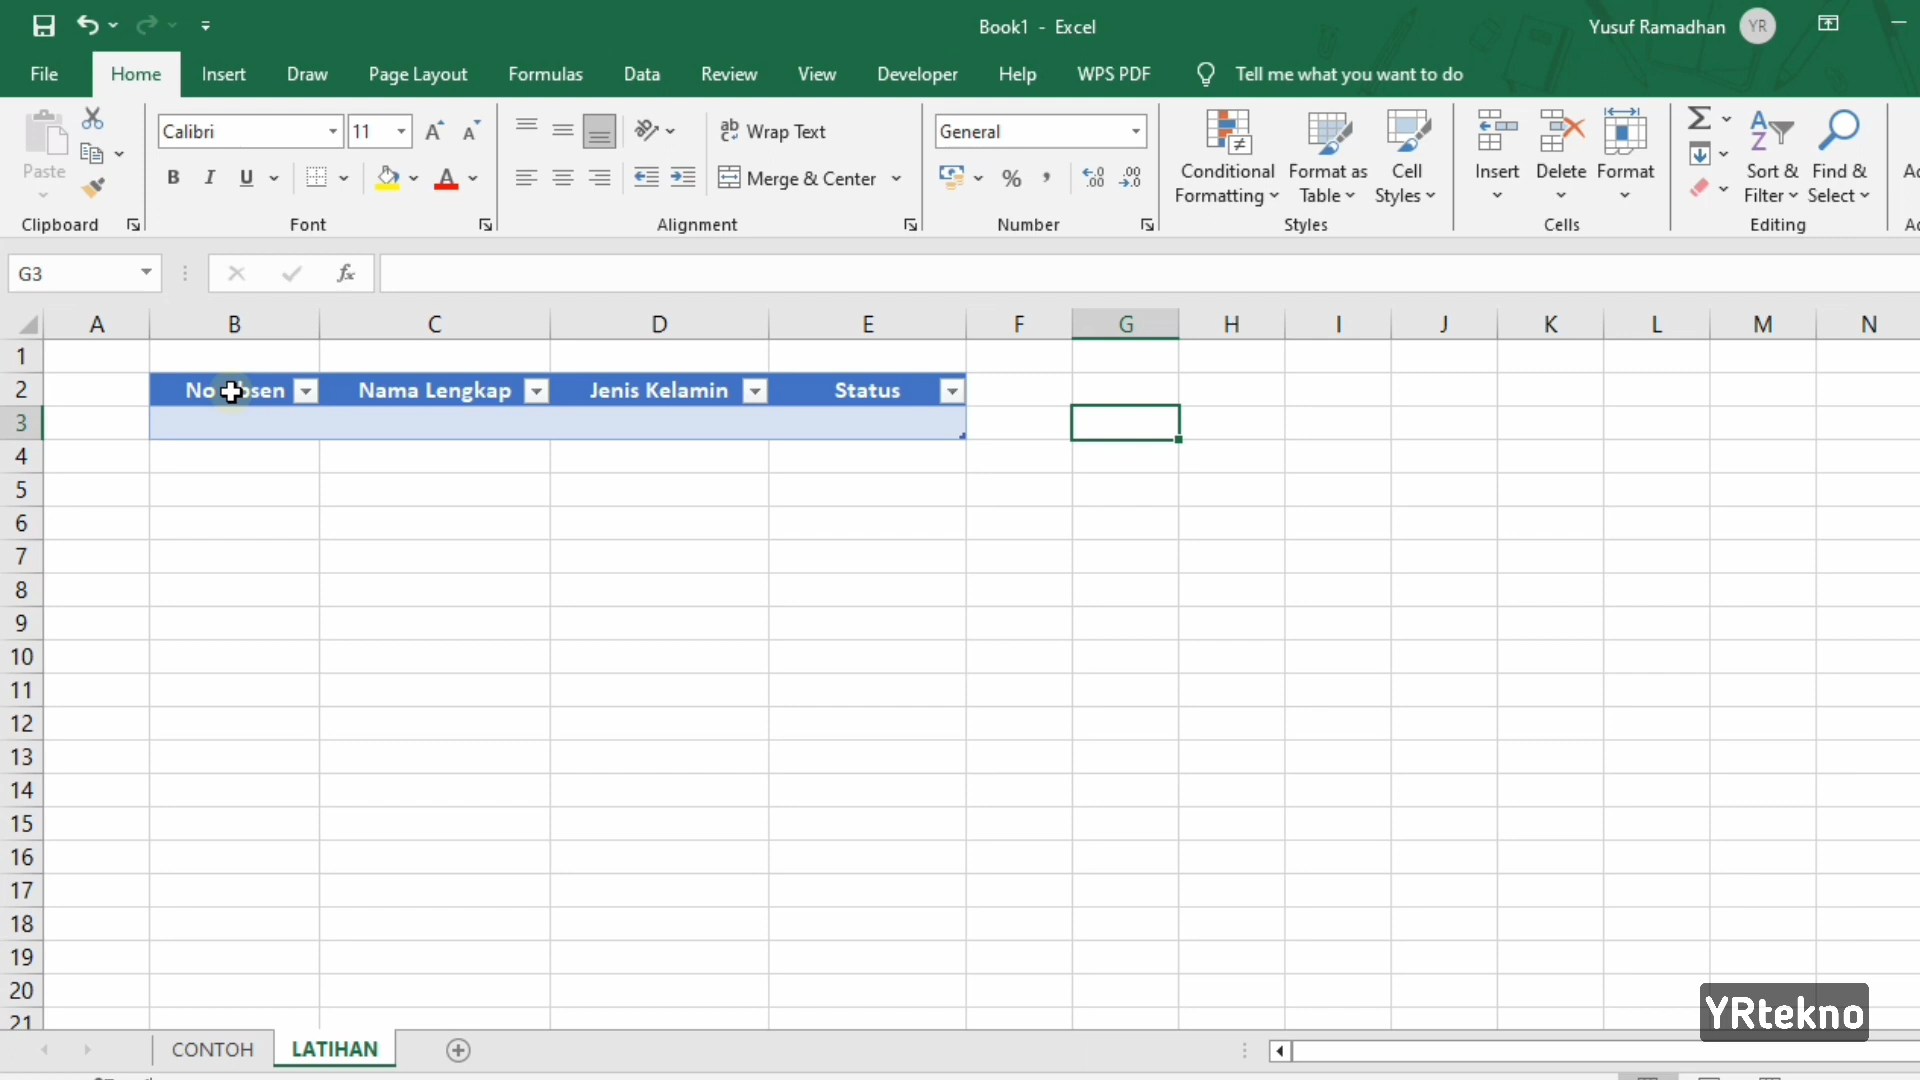 Book1 - Excel
Yusuf Ramadhan YR
File Home Insert Draw Page Layout Formulas Data Review View Developer Help WPS PDF Tell me what you want to do
Calibri 11 Wrap Text General
Paste B I U Merge & Center % Conditional Formatting Format as Table Cell Styles Insert Delete Format Sort & Filter Find & Select
Clipboard Font Alignment Number Styles Cells Editing
G3 fx
A B C D E F G H I J K L M N
1
2 No Nama Lengkap Jenis Kelamin Status
3
4
5
6
7
8
9
10
11
12
13
14
15
16
17
18
19
20
21
YRtekno
CONTOH LATIHAN